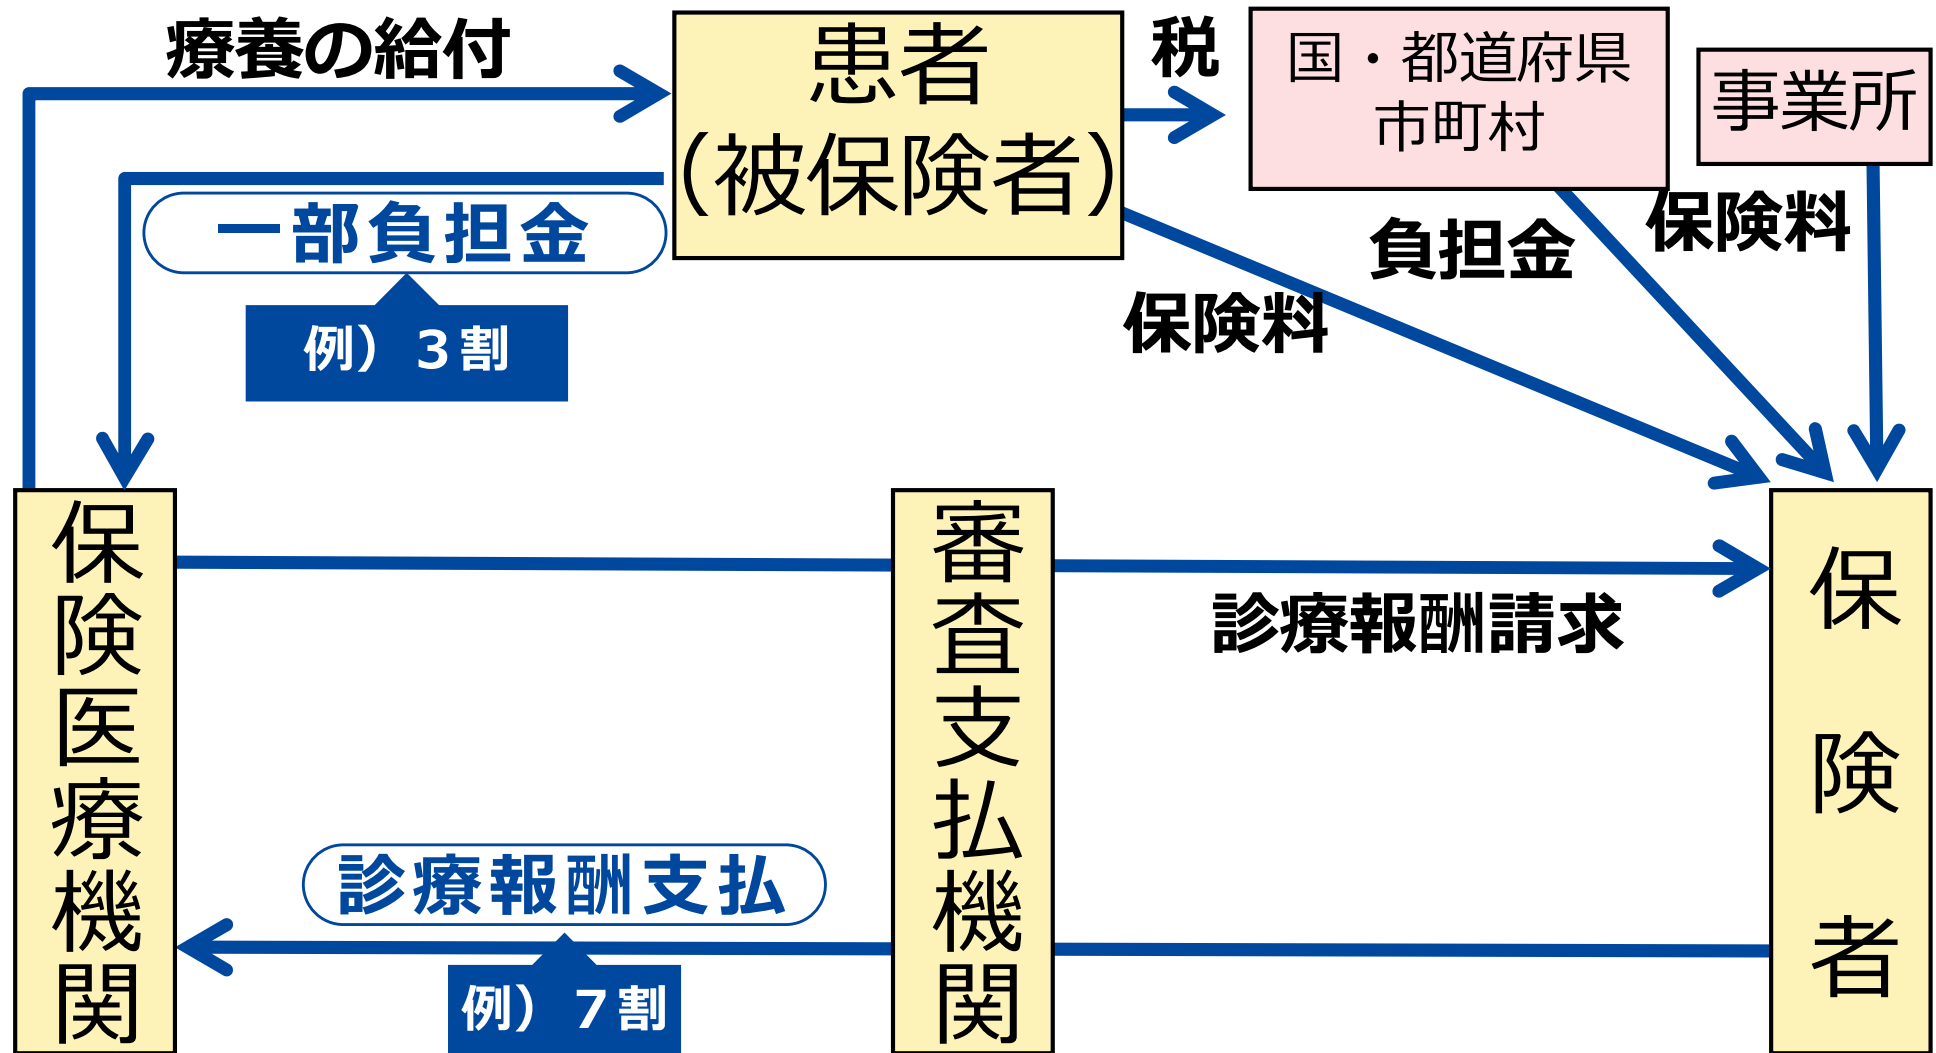 療養の給付
患者
（被保険者）
税
国・都道府県
市町村
事業所
一部負担金
例）３割
保険料
負担金
保険料
保険医療機関
審査支払機関
保険者
診療報酬請求
診療報酬支払
例）７割